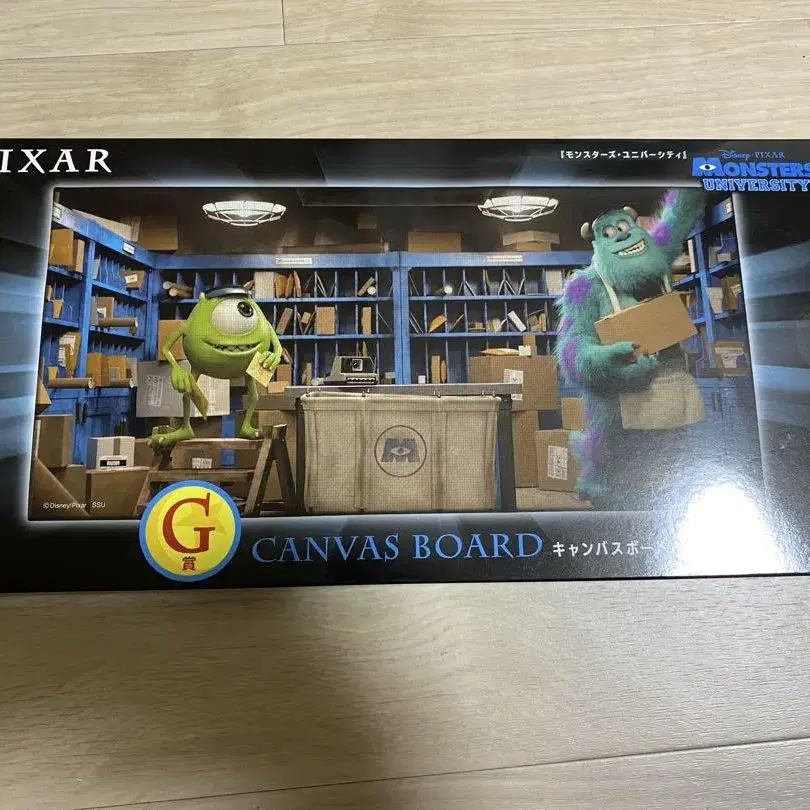 IXAR
『モンスターズ・ユニバーシティ』
Disney・PIXAR
MONSTERS
UNIVERSITY
M
©Disney/Pixar SSU
G
賞
CANVAS BOARD キャンバスボー